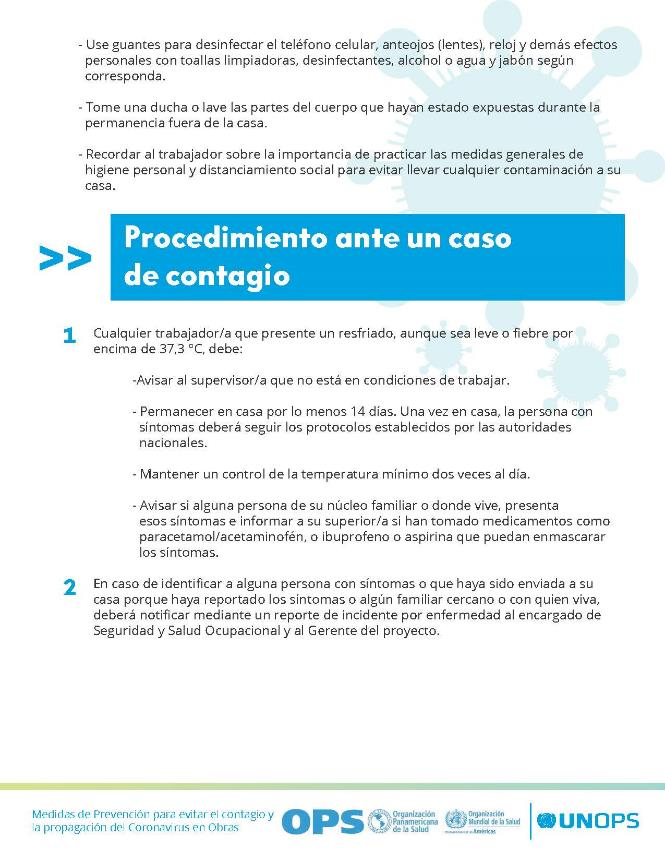 - Use guantes para desinfectar el teléfono celular, anteojos (lentes), reloj y demás efectos
personales con toallas limpiadoras, desinfectantes, alcohol o agua y jabón según
corresponda.
- Tome una ducha o lave las partes del cuerpo que hayan estado expuestas durante la
permanencia fuera de la casa.
- Recordar al trabajador sobre la importancia de practicar las medidas generales de
higiene personal y distanciamiento social para evitar llevar cualquier contaminación a su
casa.
>> Procedimiento ante un caso
de contagio
1 Cualquier trabajador/a que presente un resfriado, aunque sea leve o fiebre por
encima de 37,3 °C, debe:
-Avisar al supervisor/a que no está en condiciones de trabajar.
- Permanecer en casa por lo menos 14 días. Una vez en casa, la persona con
síntomas deberá seguir los protocolos establecidos por las autoridades
nacionales.
- Mantener un control de la temperatura mínimo dos veces al día.
- Avisar si alguna persona de su núcleo familiar o donde vive, presenta
esos síntomas e informar a su superior/a si han tomado medicamentos como
paracetamol/acetaminofén, o ibuprofeno o aspirina que puedan enmascarar
los síntomas.
2 En caso de identificar a alguna persona con síntomas o que haya sido enviada a su
casa porque haya reportado los síntomas o algún familiar cercano o con quien viva,
deberá notificar mediante un reporte de incidente por enfermedad al encargado de
Seguridad y Salud Ocupacional y al Gerente del proyecto.
Medidas de Prevención para evitar el contagio y
la propagación del Coronavirus en Obras
OPS
Organización
Panamericana
de la Salud
Organización
Mundial de la Salud
Américas
UNOPS